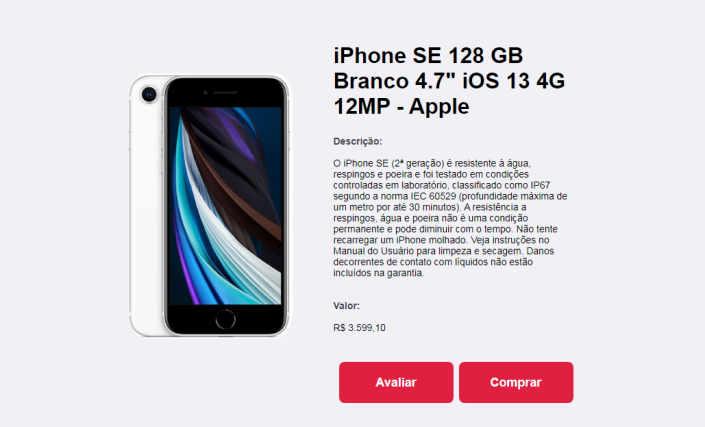 iPhone SE 128 GB
Branco 4.7" iOS 13 4G
12MP - Apple
Descrição:
O iPhone SE (2ª geração) é resistente à água,
respingos e poeira e foi testado em condições
controladas em laboratório, classificado como IP67
segundo a norma IEC 60529 (profundidade máxima de
um metro por até 30 minutos). A resistência a
respingos, água e poeira não é uma condição
permanente e pode diminuir com o tempo. Não tente
recarregar um iPhone molhado. Veja instruções no
Manual do Usuário para limpeza e secagem. Danos
decorrentes de contato com líquidos não estão
incluídos na garantia.
Valor:
R$ 3.599,10
Avaliar
Comprar